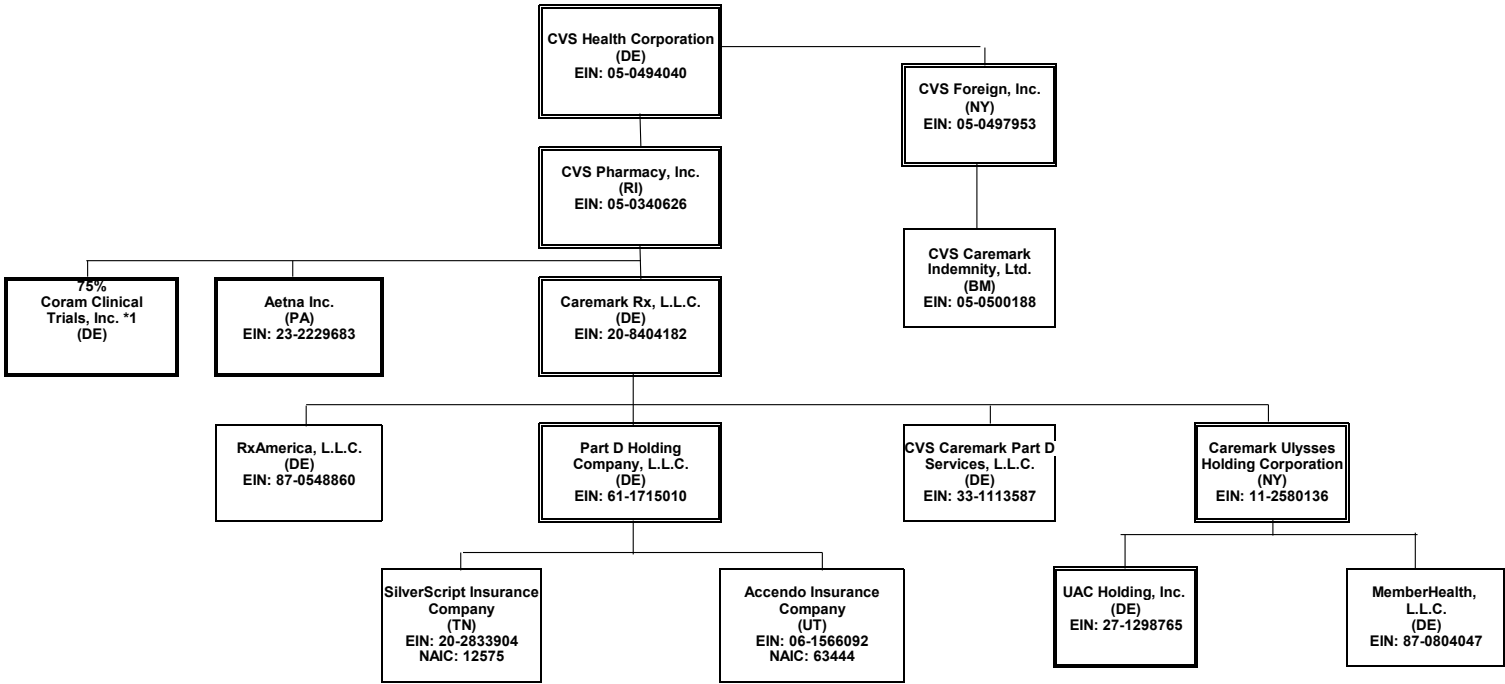 CVS Health Corporation
(DE)
EIN: 05-0494040
CVS Foreign, Inc.
(NY)
EIN: 05-0497953
CVS Pharmacy, Inc.
(RI)
EIN: 05-0340626
CVS Caremark
Indemnity, Ltd.
(BM)
EIN: 05-0500188
75%
Coram Clinical
Trials, Inc. *1
(DE)
Aetna Inc.
(PA)
EIN: 23-2229683
Caremark Rx, L.L.C.
(DE)
EIN: 20-8404182
RxAmerica, L.L.C.
(DE)
EIN: 87-0548860
Part D Holding
Company, L.L.C.
(DE)
EIN: 61-1715010
CVS Caremark Part D
Services, L.L.C.
(DE)
EIN: 33-1113587
Caremark Ulysses
Holding Corporation
(NY)
EIN: 11-2580136
SilverScript Insurance
Company
(TN)
EIN: 20-2833904
NAIC: 12575
Accendo Insurance
Company
(UT)
EIN: 06-1566092
NAIC: 63444
UAC Holding, Inc.
(DE)
EIN: 27-1298765
MemberHealth,
L.L.C.
(DE)
EIN: 87-0804047